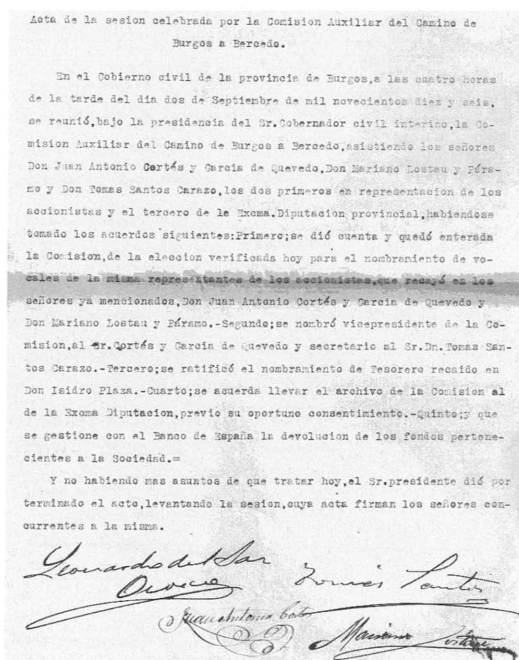 Acta de la sesion celebrada por la Comision Auxiliar del Camino de
Burgos a Bercedo.
En el Gobierno civil de la provincia de Burgos,a las cuatro horas
de la tarde del dia dos de Septiembre de mil novecientos diez y seis,
se reunió,bajo la presidencia del Sr.Gobernador civil interino,la Co-
mision Auxiliar del Camino de Burgos a Bercedo,asistiendo los señores
Don Juan Antonio Cortés y Garcia de Quevedo,Don Mariano Lostau y Pára-
mo y Don Tomas Santos Carazo,los dos primeros en representacion de los
accionistas y el tercero de le Excma.Diputacion provincial,habiendose
tomado los acuerdos siguientes:Primero;se dió cuenta y quedó enterada
la Comision,de la eleccion verificada hoy para el nombramiento de vo-
cales de la misma representantes de los accionistas,que recayó en los
señores ya mencionados,Don Juan Antonio Cortés y Garcia de Quevedo y
Don Mariano Lostau y Páramo.-Segundo;se nombró vicepresidente de la Co-
mision,al Sr.Cortés y Garcia de Quevedo y secretario al Sr.Dn.Tomas San-
tos Carazo.-Tercero;se ratificó el nombramiento de Tesorero recaido en
Don Isidro Plaza.-Cuarto;se acuerda llevar el archivo de la Comision al
de la Excma Diputacion,previo su oportuno consentimiento.-Quinto;y que
se gestione con el Banco de España la devolucion de los fondos pertene-
cientes a la Sociedad.=
Y no habiendo mas asuntos de que tratar hoy,el Sr.presidente dió por
terminado el acto,levantando la sesion,cuya acta firman los señores con-
currentes a la misma.
Leonardo del
Tomás Santos
Juan Antonio Cortés
Mariano Lostau